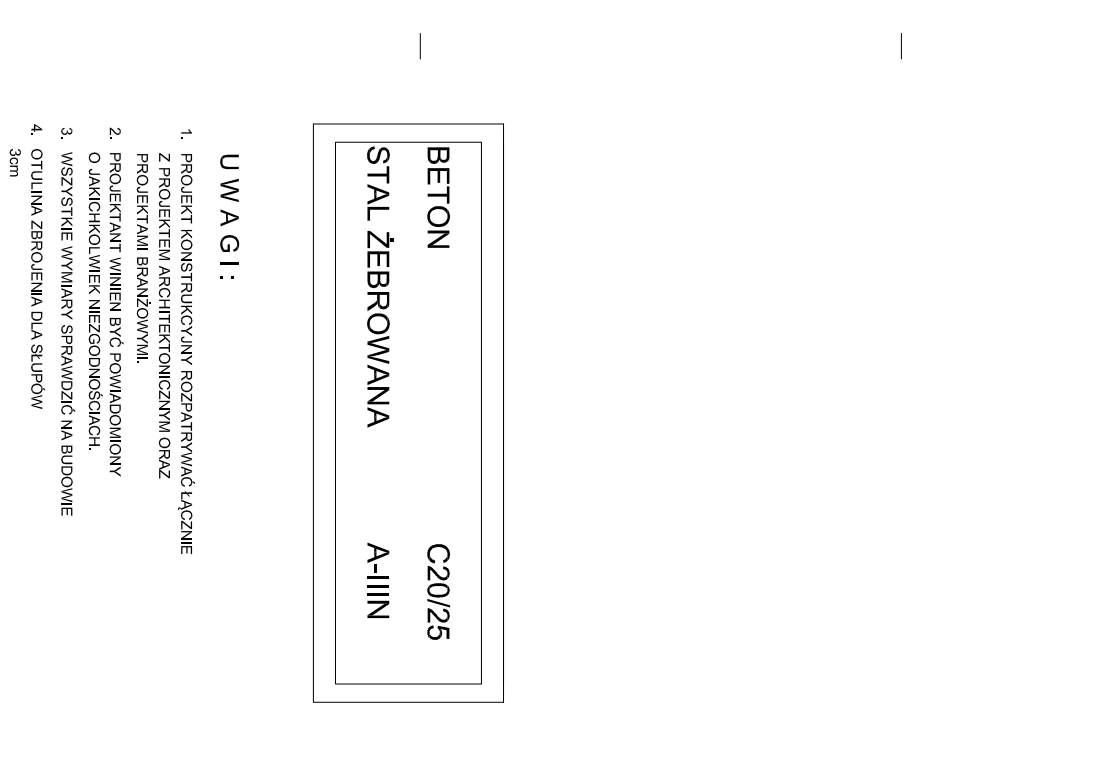 BETON C20/25
STAL ŻEBROWANA A-IIIN
U W A G I :
1. PROJEKT KONSTRUKCYJNY ROZPATRYWAĆ ŁĄCZNIE
Z PROJEKTEM ARCHITEKTONICZNYM ORAZ
PROJEKTAMI BRANŻOWYMI.
2. PROJEKTANT WINIEN BYĆ POWIADOMIONY
O JAKICHKOLWIEK NIEZGODNOŚCIACH.
3. WSZYSTKIE WYMIARY SPRAWDZIĆ NA BUDOWIE
4. OTULINA ZBROJENIA DLA SŁUPÓW
3cm